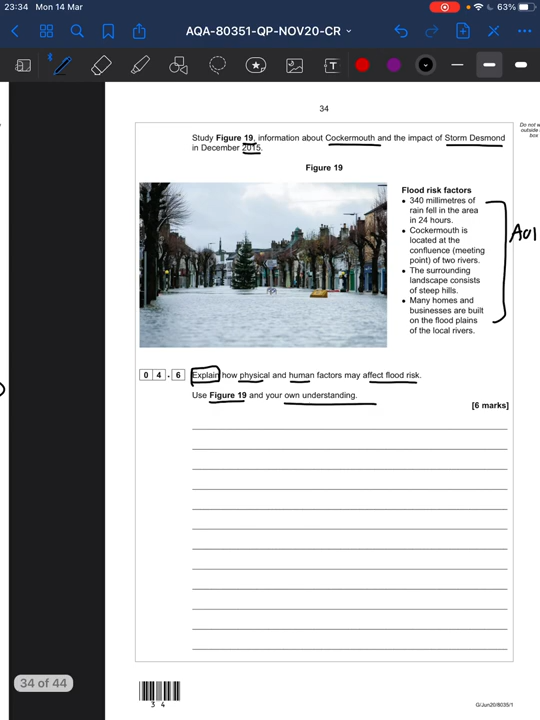 23:34 Mon 14 Mar
63%
AQA-80351-QP-NOV20-CR
34
Do not write
outside the
box
Study Figure 19, information about Cockermouth and the impact of Storm Desmond
in December 2015.
Figure 19
Flood risk factors
• 340 millimetres of
rain fell in the area
in 24 hours.
• Cockermouth is
located at the
confluence (meeting
point) of two rivers.
• The surrounding
landscape consists
of steep hills.
• Many homes and
businesses are built
on the flood plains
of the local rivers.
AO1
0 4 . 6 Explain how physical and human factors may affect flood risk.
Use Figure 19 and your own understanding.
[6 marks]
34 of 44
3 4
G/Jun20/8035/1